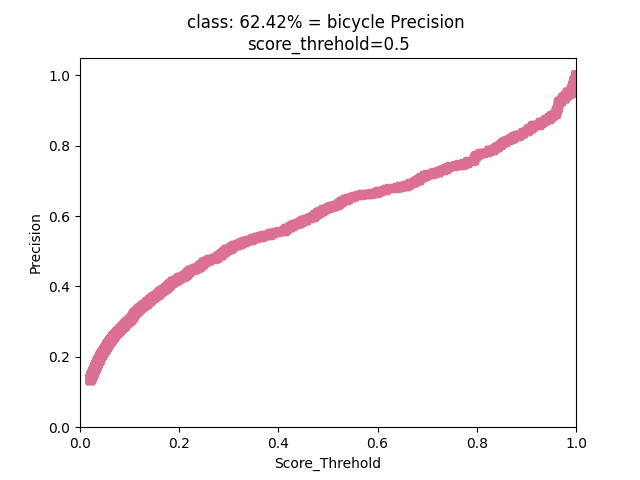 class: 62.42% = bicycle Precision
score_threhold=0.5
1.0
0.8
0.6
0.4
0.2
0.0
Precision
0.0 0.2 0.4 0.6 0.8 1.0
Score_Threhold